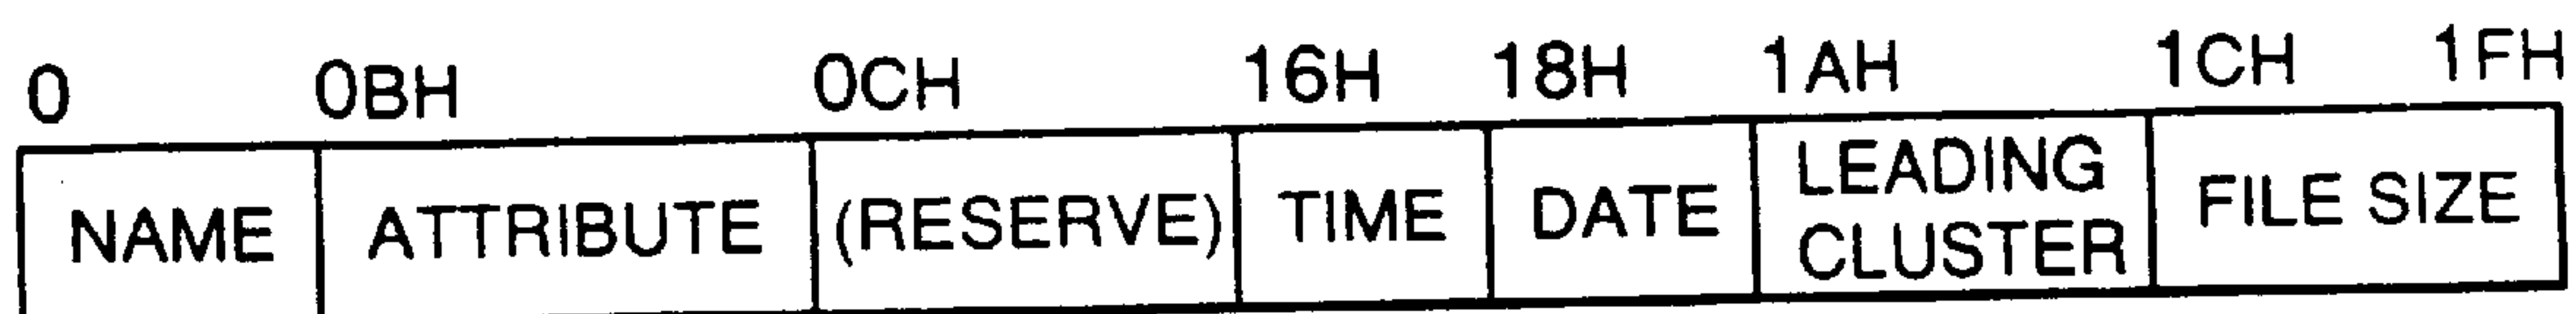 0 0BH 0CH 16H 18H 1AH 1CH 1FH
NAME ATTRIBUTE (RESERVE) TIME DATE LEADING CLUSTER FILE SIZE